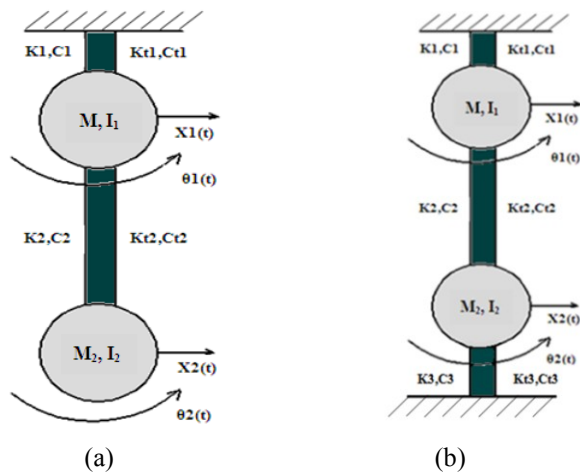 K1,C1 Kt1,Ct1
M, I₁
X1(t)
θ1(t)
K2,C2 Kt2,Ct2
M₂, I₂
X2(t)
θ2(t)
(a)
K1,C1 Kt1,Ct1
M, I₁
X1(t)
θ1(t)
K2,C2 Kt2,Ct2
M₂, I₂
X2(t)
θ2(t)
K3,C3 Kt3,Ct3
(b)